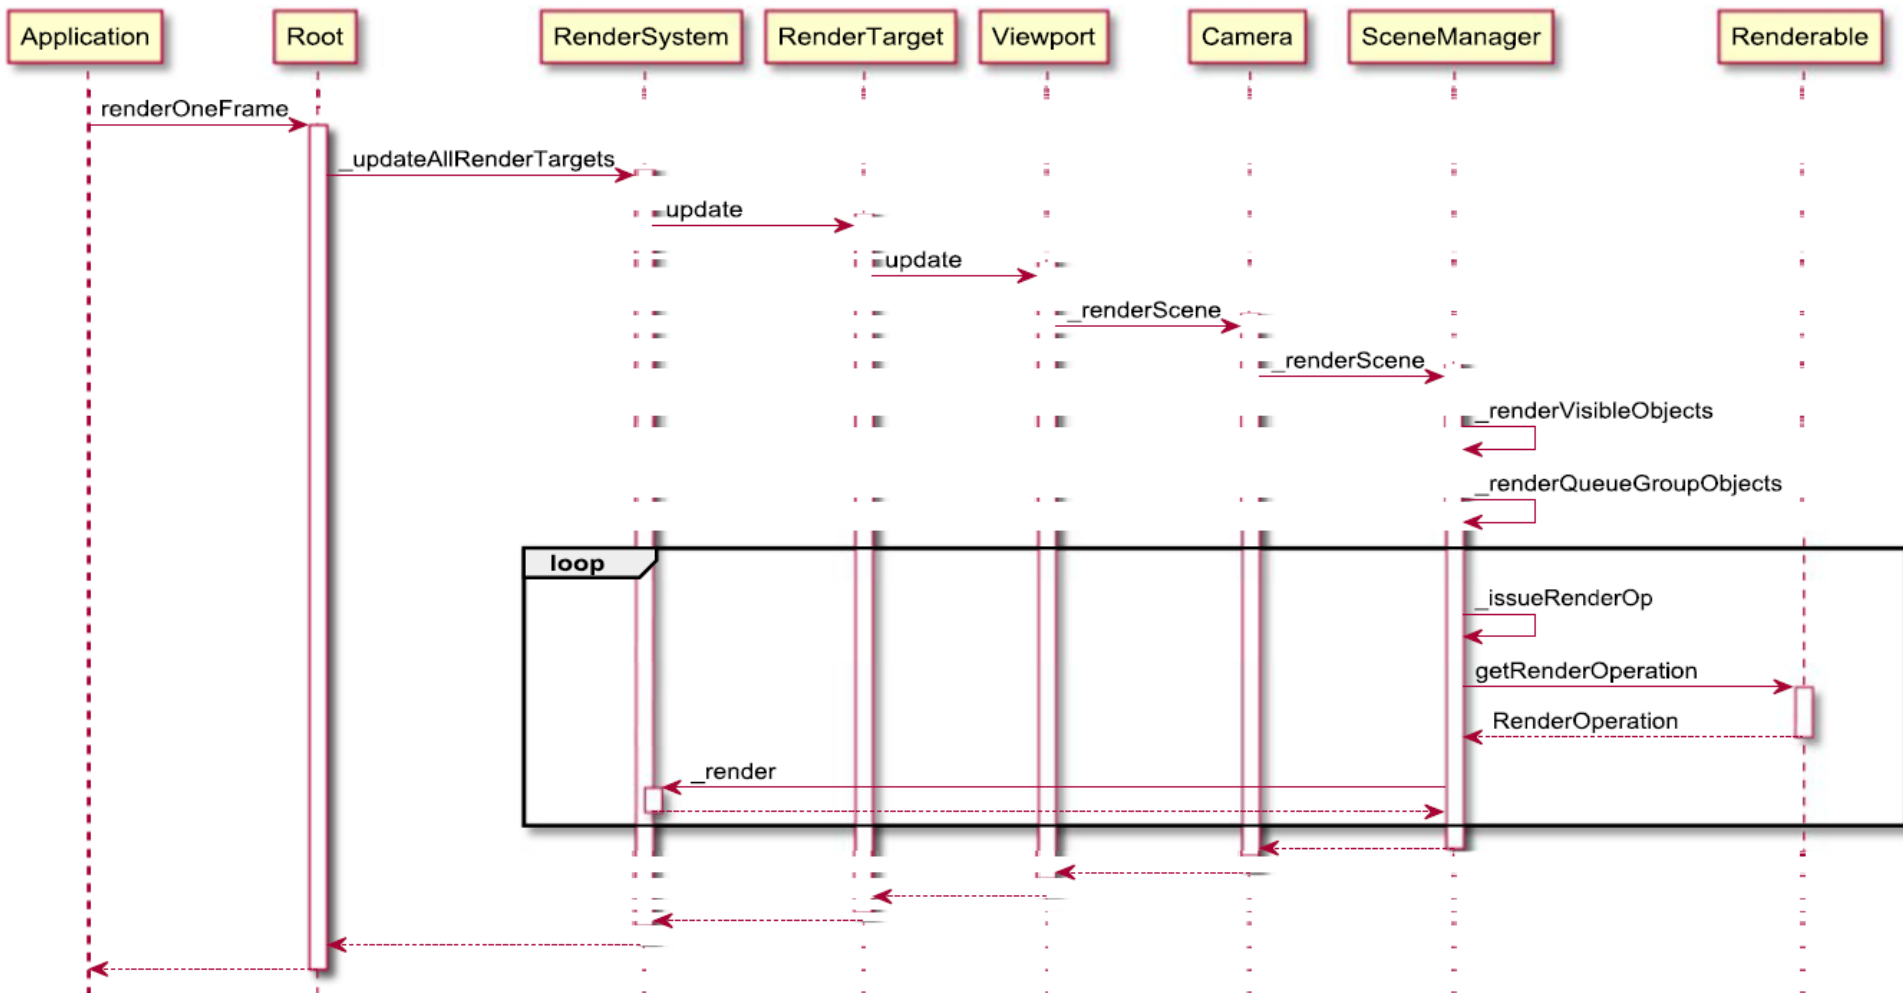 Application
Root
RenderSystem
RenderTarget
Viewport
Camera
SceneManager
Renderable
renderOneFrame
_updateAllRenderTargets
update
update
_renderScene
_renderScene
_renderVisibleObjects
_renderQueueGroupObjects
loop
_issueRenderOp
getRenderOperation
RenderOperation
_render